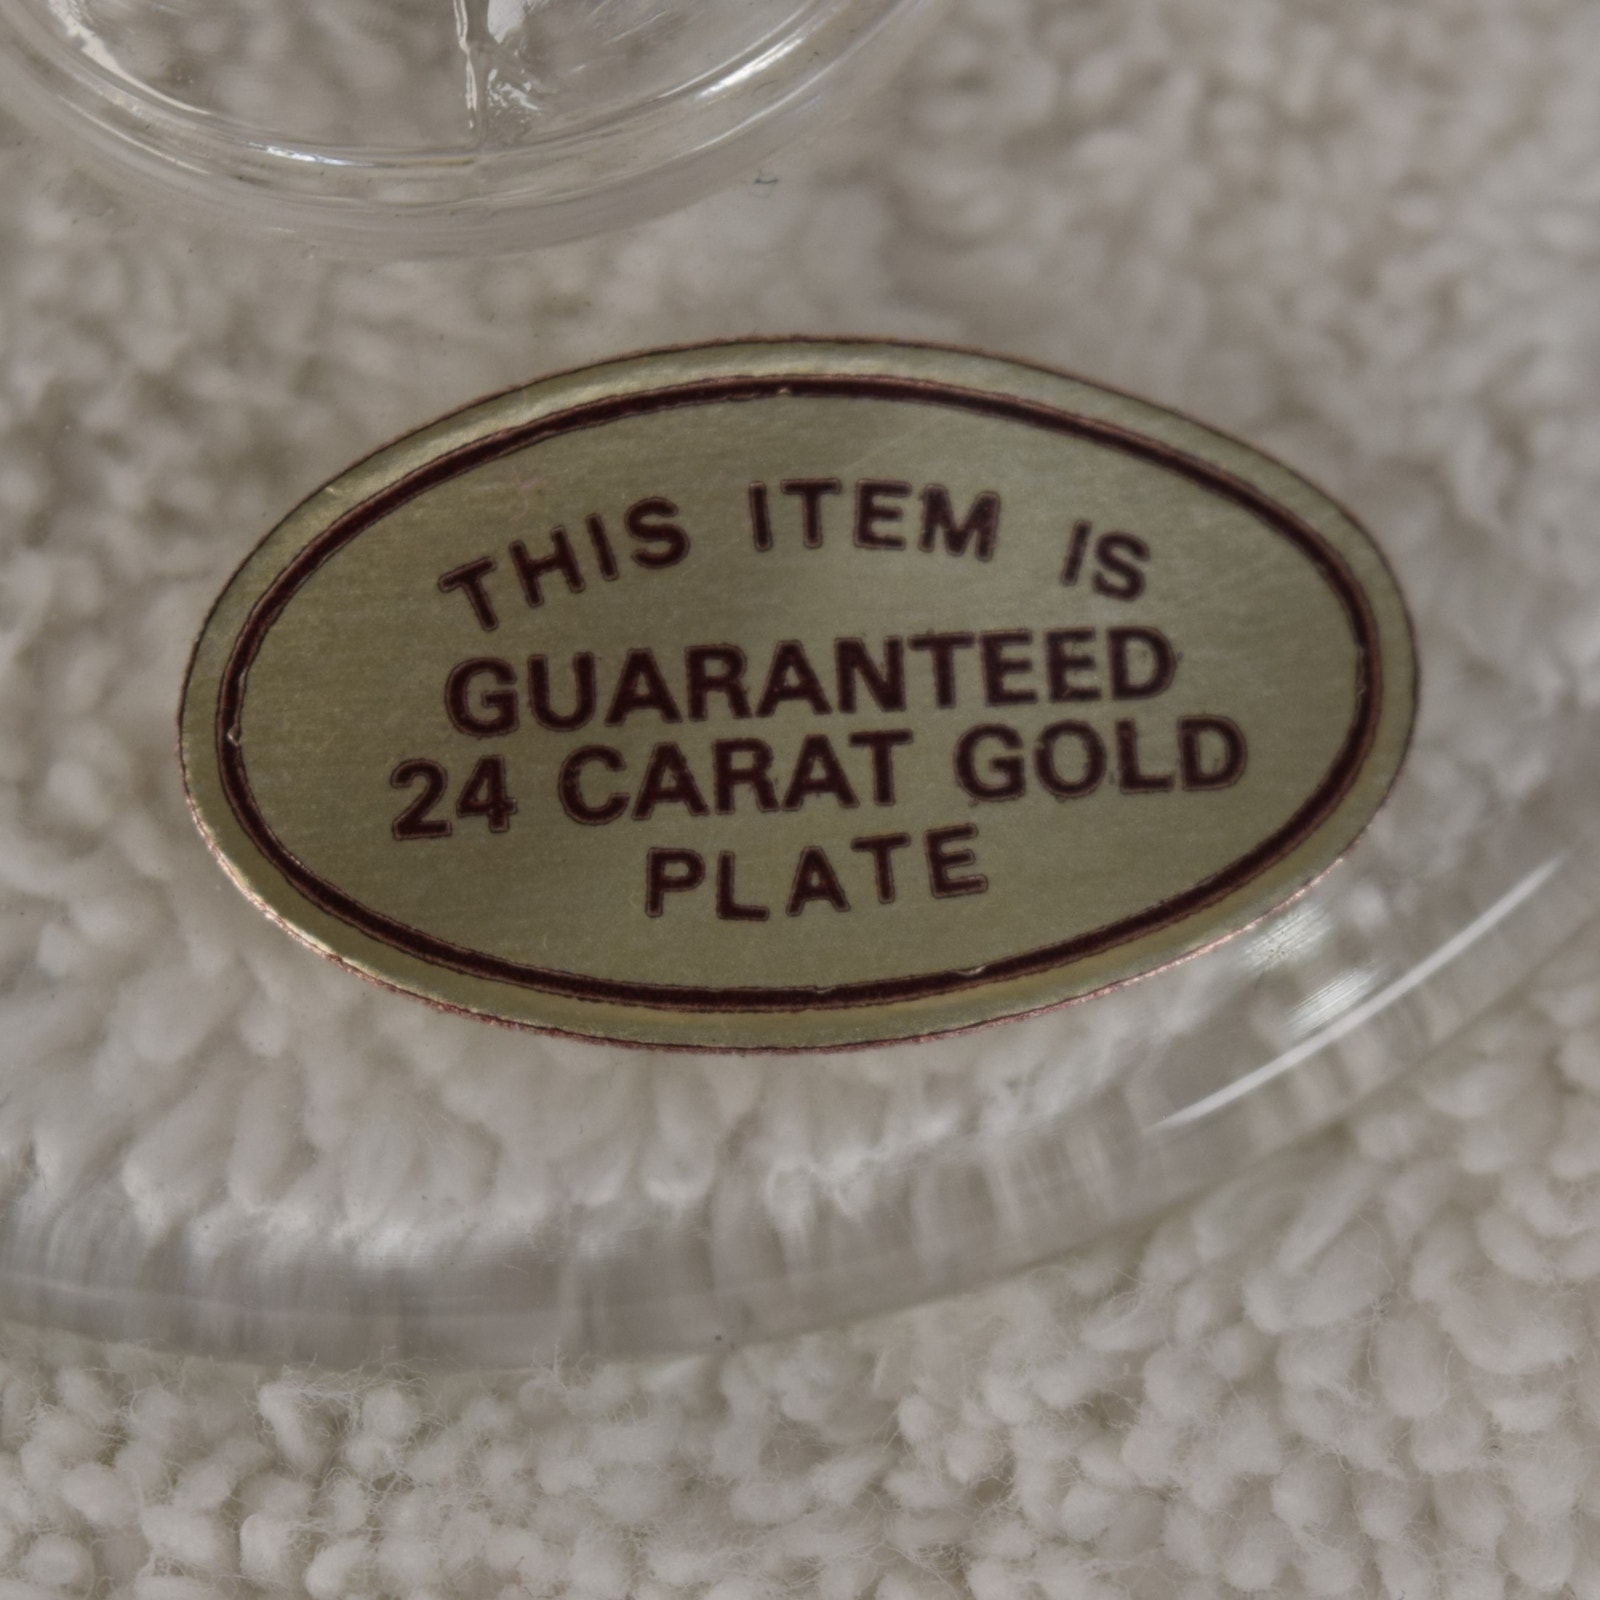 THIS ITEM IS
GUARANTEED
24 CARAT GOLD
PLATE